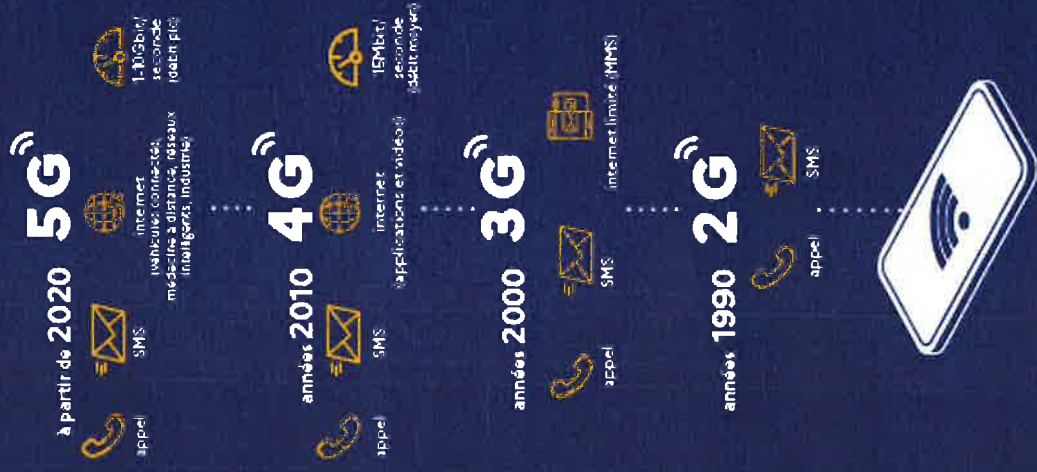 à partir de 2020 5G
appel
SMS
internet
(véhicules connectés,
médecine à distance, réseaux
intelligents, industrie)
1-10Gbit/
seconde
(débit pic)
années 2010 4G
appel
SMS
internet
(applications et vidéos)
15Mbit/
seconde
(débit moyen)
années 2000 3G
appel
SMS
internet limité (MMS)
années 1990 2G
appel
SMS